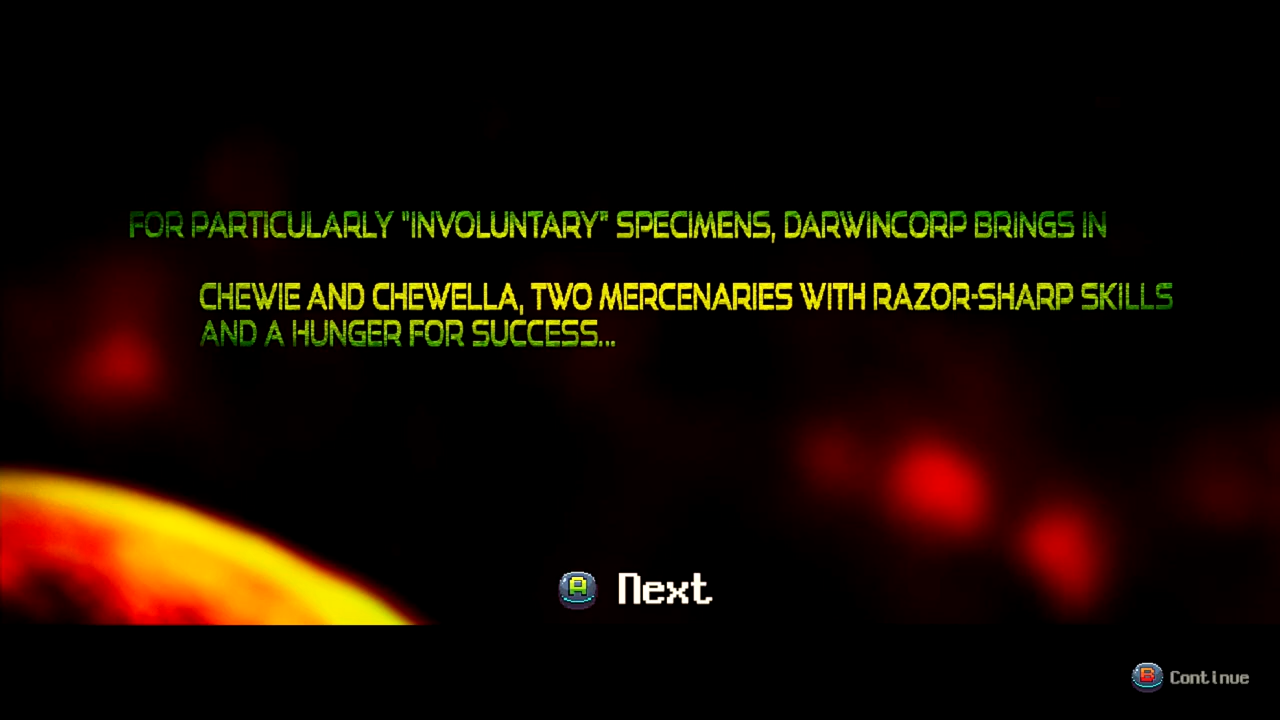 FOR PARTICULARLY "INVOLUNTARY" SPECIMENS, DARWINCORP BRINGS IN
CHEWIE AND CHEWELLA, TWO MERCENARIES WITH RAZOR-SHARP SKILLS
AND A HUNGER FOR SUCCESS...
A Next
B Continue